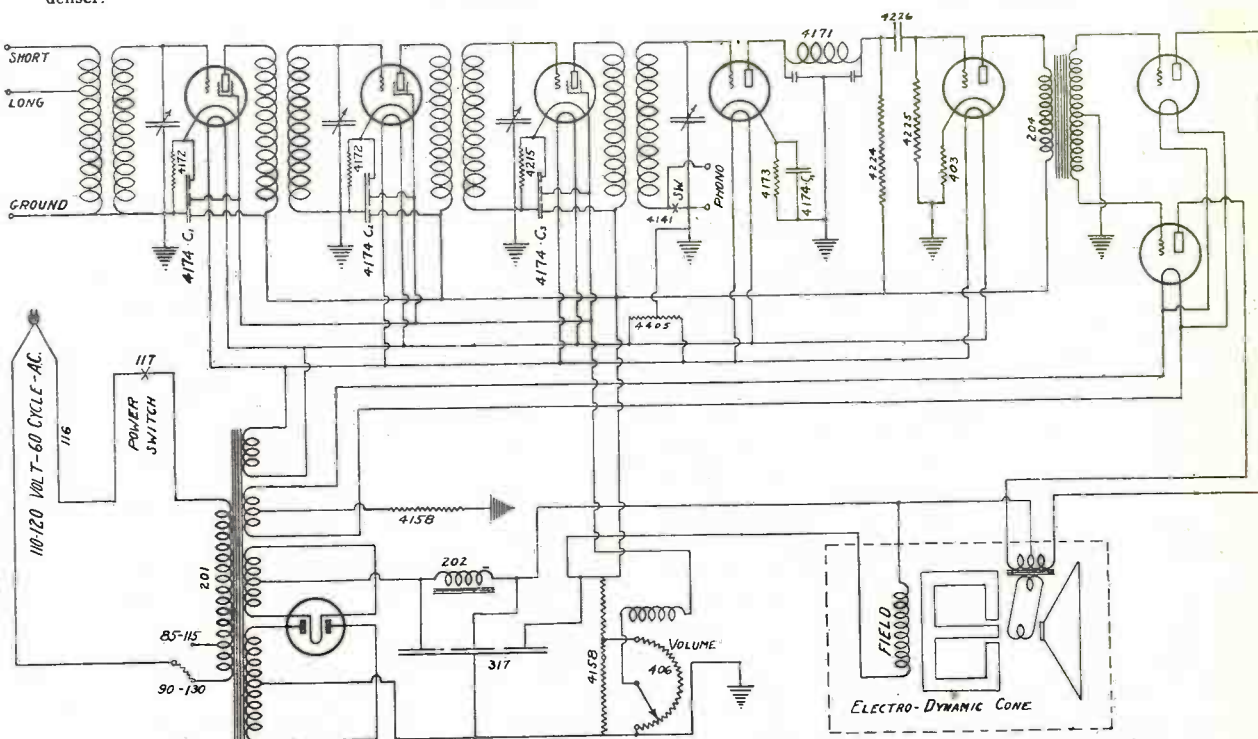 denser.
SHORT
LONG
GROUND
4172
4174·C₁
4172
4174·C₂
4215
4174·C₃
4141
SW
PHONO
4171
4173
4174·C₄
4226
4224
4225
403
204
4405
110-120 VOLT-60 CYCLE-AC.
116
117
POWER
SWITCH
201
85-115
90-130
4158
202
317
4158
VOLUME
406
FIELD
ELECTRO-DYNAMIC CONE